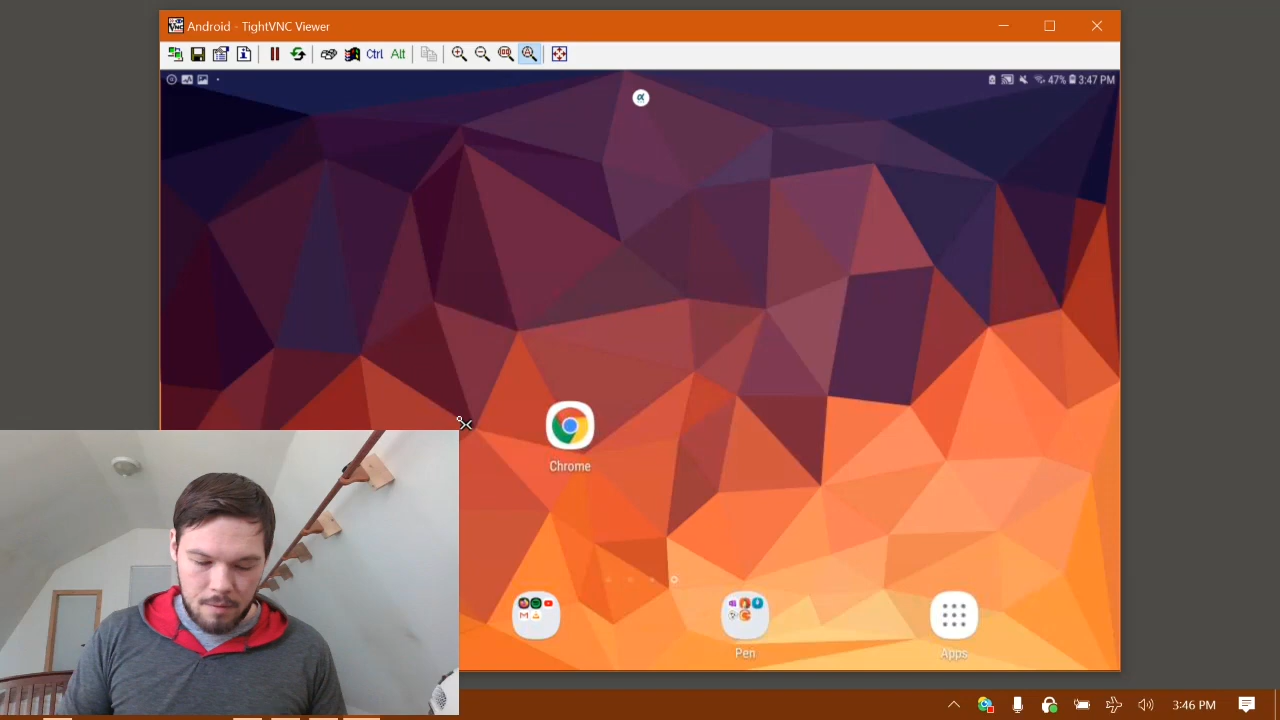 Android - TightVNC Viewer
Ctrl Alt
47% 3:47 PM
Chrome
Pen
Apps
3:46 PM